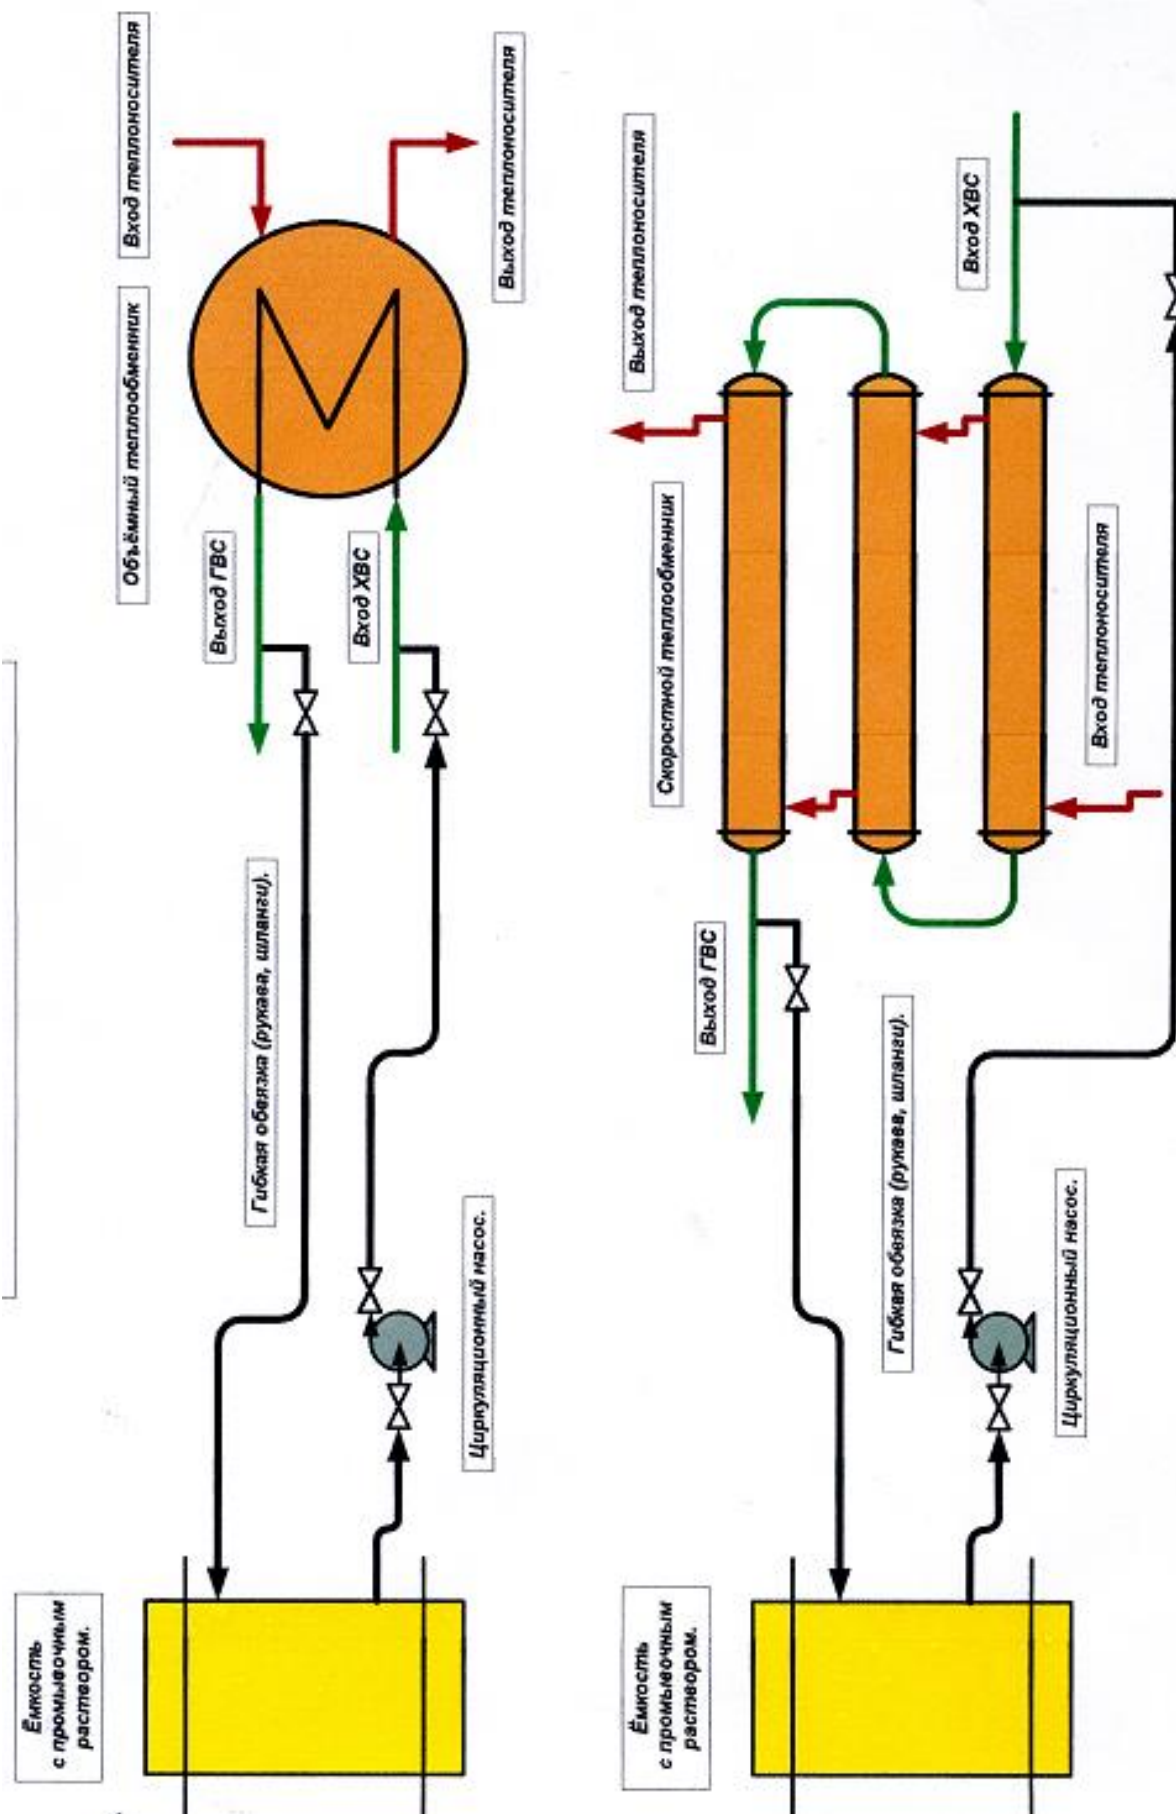 Вход теплоносителя
Объёмный теплообменник
Выход теплоносителя
Выход ГВС
Вход ХВС
Гибкая обвязка (рукава, шланги).
Циркуляционный насос.
Ёмкость
с промывочным
раствором.
Выход теплоносителя
Вход ХВС
Скоростной теплообменник
Вход теплоносителя
Выход ГВС
Гибкая обвязка (рукава, шланги).
Циркуляционный насос.
Ёмкость
с промывочным
раствором.